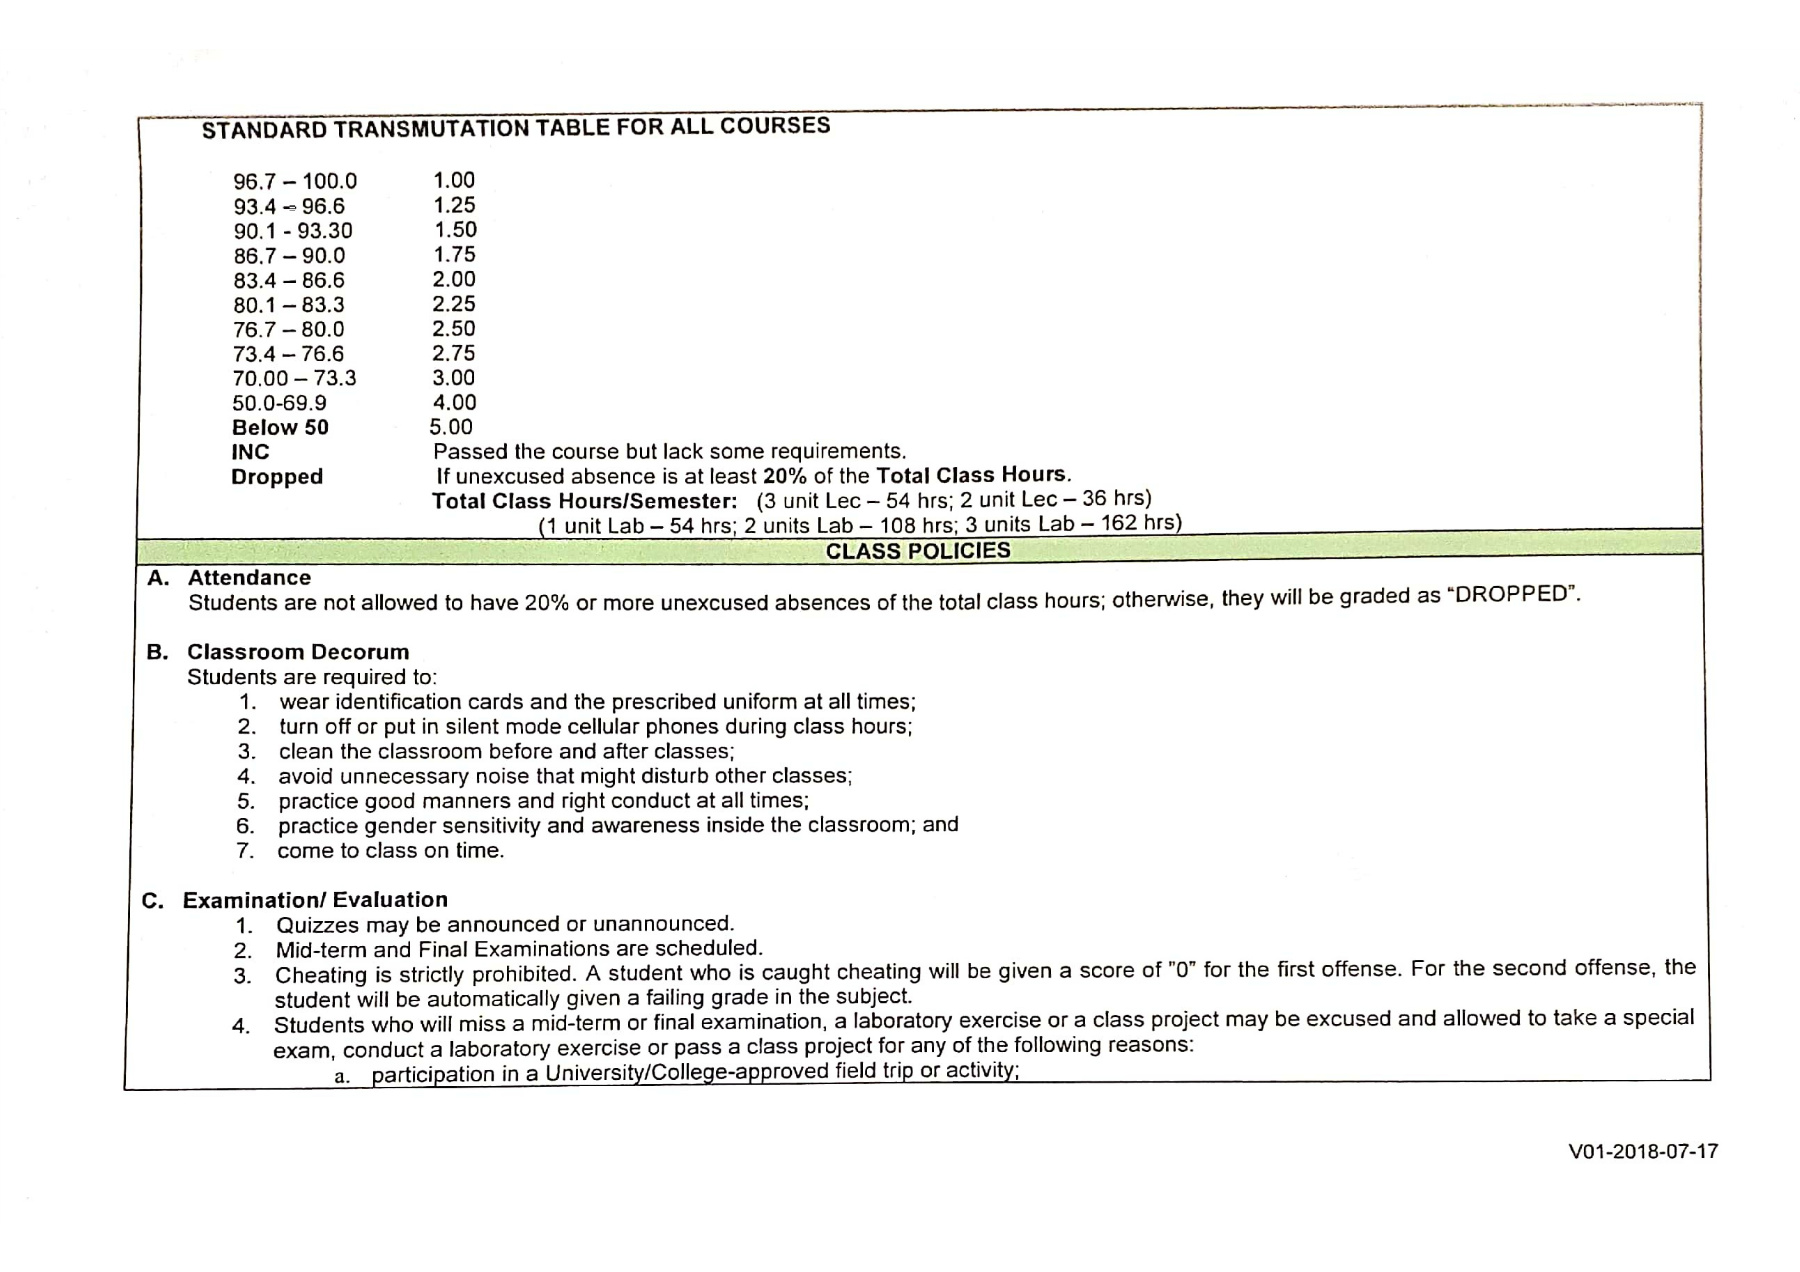 STANDARD TRANSMUTATION TABLE FOR ALL COURSES
96.7 – 100.0 1.00
93.4 – 96.6 1.25
90.1 - 93.30 1.50
86.7 – 90.0 1.75
83.4 – 86.6 2.00
80.1 – 83.3 2.25
76.7 – 80.0 2.50
73.4 – 76.6 2.75
70.00 – 73.3 3.00
50.0-69.9 4.00
Below 50 5.00
INC Passed the course but lack some requirements.
Dropped If unexcused absence is at least 20% of the Total Class Hours.
Total Class Hours/Semester: (3 unit Lec – 54 hrs; 2 unit Lec – 36 hrs)
(1 unit Lab – 54 hrs; 2 units Lab – 108 hrs; 3 units Lab – 162 hrs)
CLASS POLICIES
A. Attendance
Students are not allowed to have 20% or more unexcused absences of the total class hours; otherwise, they will be graded as “DROPPED”.
B. Classroom Decorum
Students are required to:
1. wear identification cards and the prescribed uniform at all times;
2. turn off or put in silent mode cellular phones during class hours;
3. clean the classroom before and after classes;
4. avoid unnecessary noise that might disturb other classes;
5. practice good manners and right conduct at all times;
6. practice gender sensitivity and awareness inside the classroom; and
7. come to class on time.
C. Examination/ Evaluation
1. Quizzes may be announced or unannounced.
2. Mid-term and Final Examinations are scheduled.
3. Cheating is strictly prohibited. A student who is caught cheating will be given a score of "0" for the first offense. For the second offense, the
student will be automatically given a failing grade in the subject.
4. Students who will miss a mid-term or final examination, a laboratory exercise or a class project may be excused and allowed to take a special
exam, conduct a laboratory exercise or pass a class project for any of the following reasons:
a. participation in a University/College-approved field trip or activity;
V01-2018-07-17